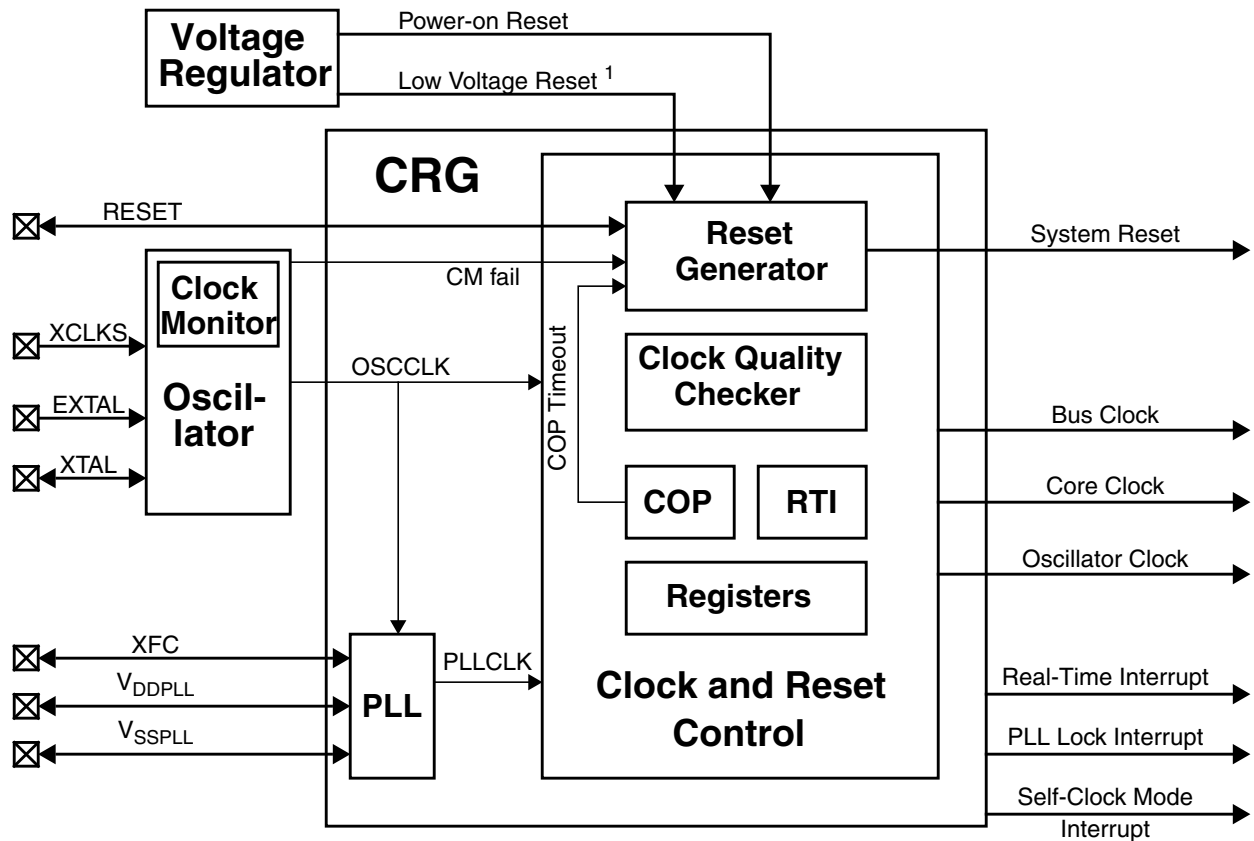 Voltage
Regulator
Power-on Reset
Low Voltage Reset 1
CRG
RESET
Reset
Generator
System Reset
CM fail
Clock
Monitor
XCLKS
OSCCLK
COP Timeout
Clock Quality
Checker
Oscil-
lator
EXTAL
XTAL
Bus Clock
COP
RTI
Core Clock
Oscillator Clock
Registers
XFC
VDDPLL
VSSPLL
PLL
PLLCLK
Clock and Reset
Control
Real-Time Interrupt
PLL Lock Interrupt
Self-Clock Mode
Interrupt